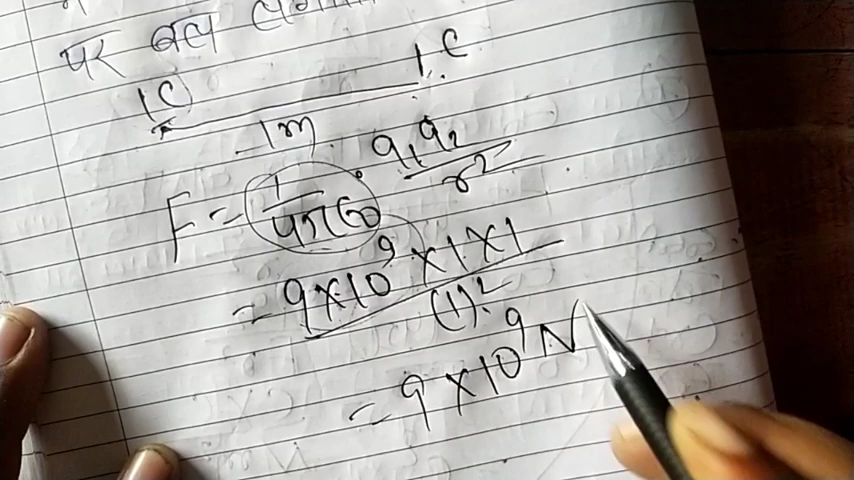 पर बल
1C 1C
1m
F = 1/4πε₀ · q₁q₂/r²
= 9×10⁹ ×1×1/(1)²
= 9×10⁹ N